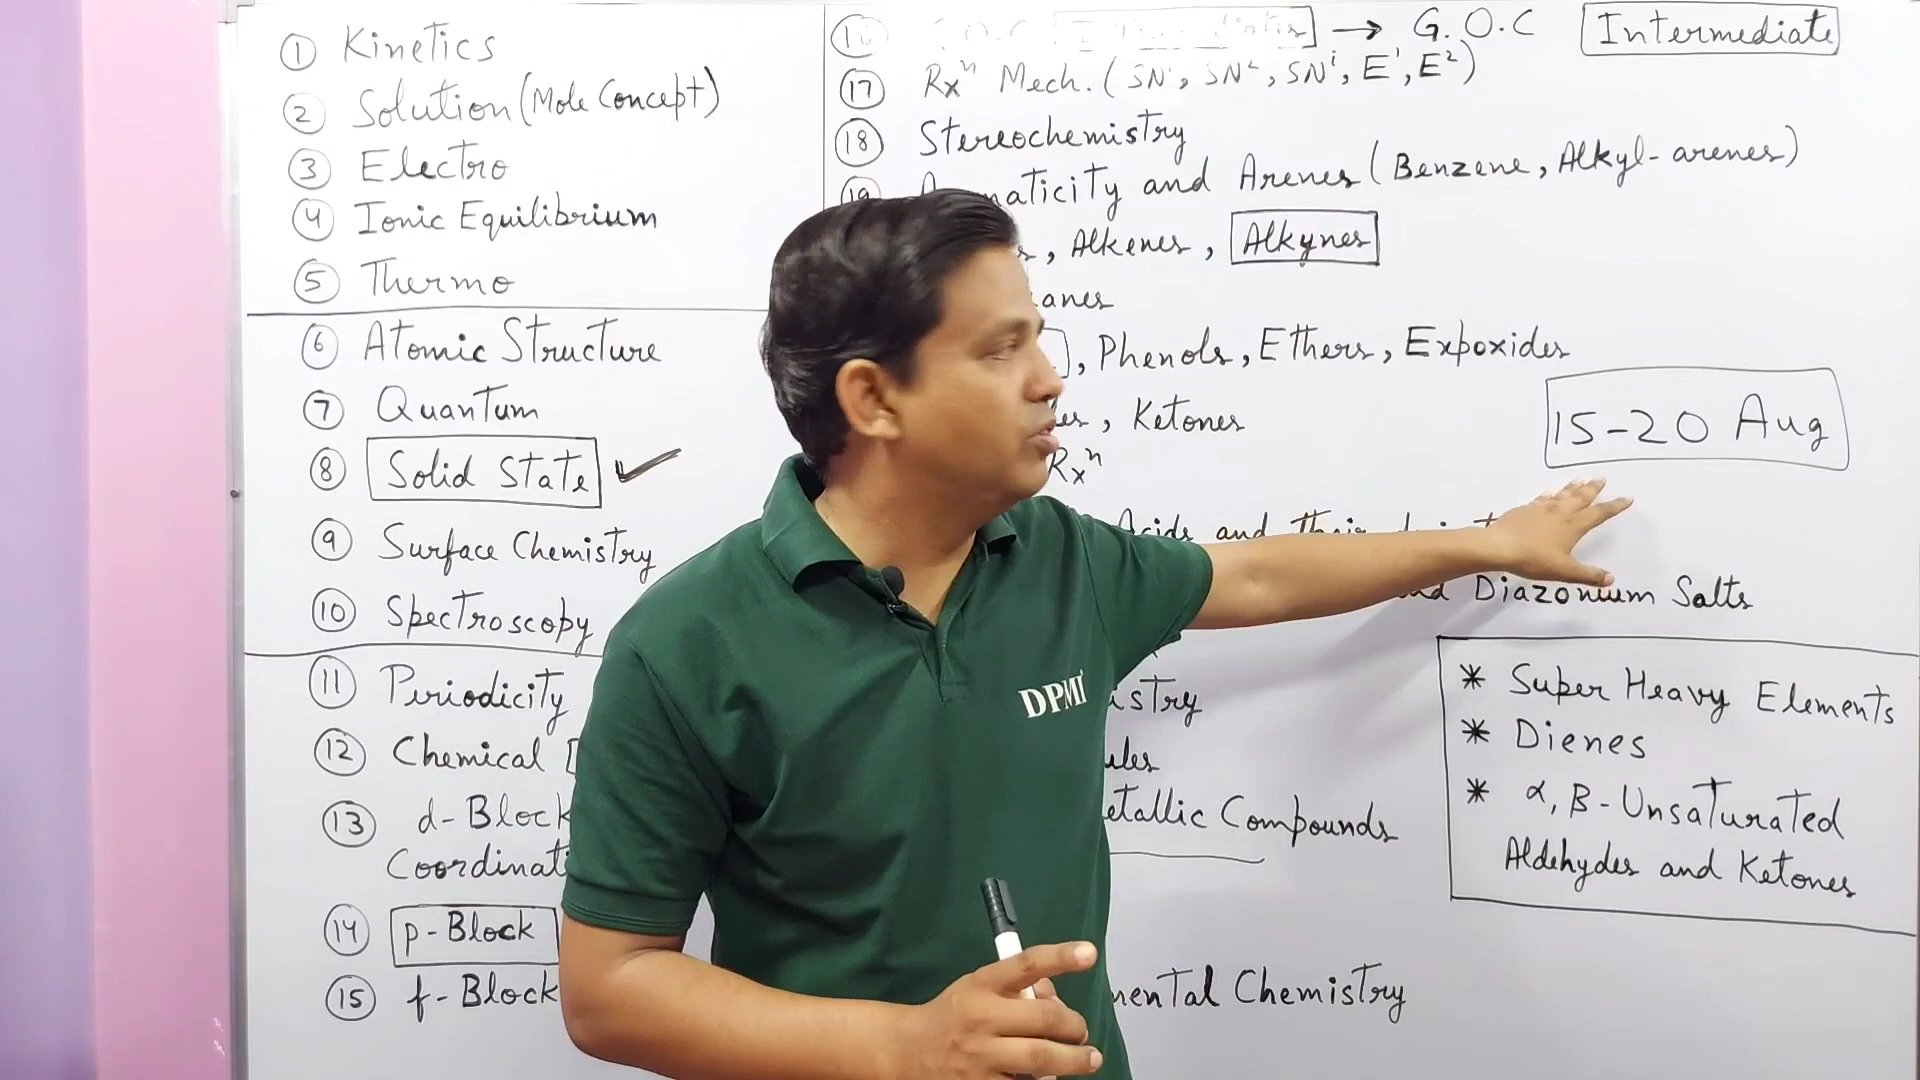 1 Kinetics
2 Solution (Mole Concept)
3 Electro
4 Ionic Equilibrium
5 Thermo
6 Atomic Structure
7 Quantum
8 Solid State ✓
9 Surface Chemistry
10 Spectroscopy
11 Periodicity
12 Chemical
13 d-Block
Coordinati
14 p-Block
15 f-Block
→ G.O.C Intermediate
17 Rxⁿ Mech. (SN¹, SN², SNⁱ, E¹, E²)
18 Stereochemistry
19 maticity and Arenes (Benzene, Alkyl-arenes)
, Alkenes, Alkynes
anes
, Phenols, Ethers, Expoxides
, Ketones
Rxⁿ
15-20 Aug
Acids and their
Diazonium Salts
istry
ules
etallic Compounds
mental Chemistry
* Super Heavy Elements
* Dienes
* α, β-Unsaturated
Aldehydes and Ketones
DPMI